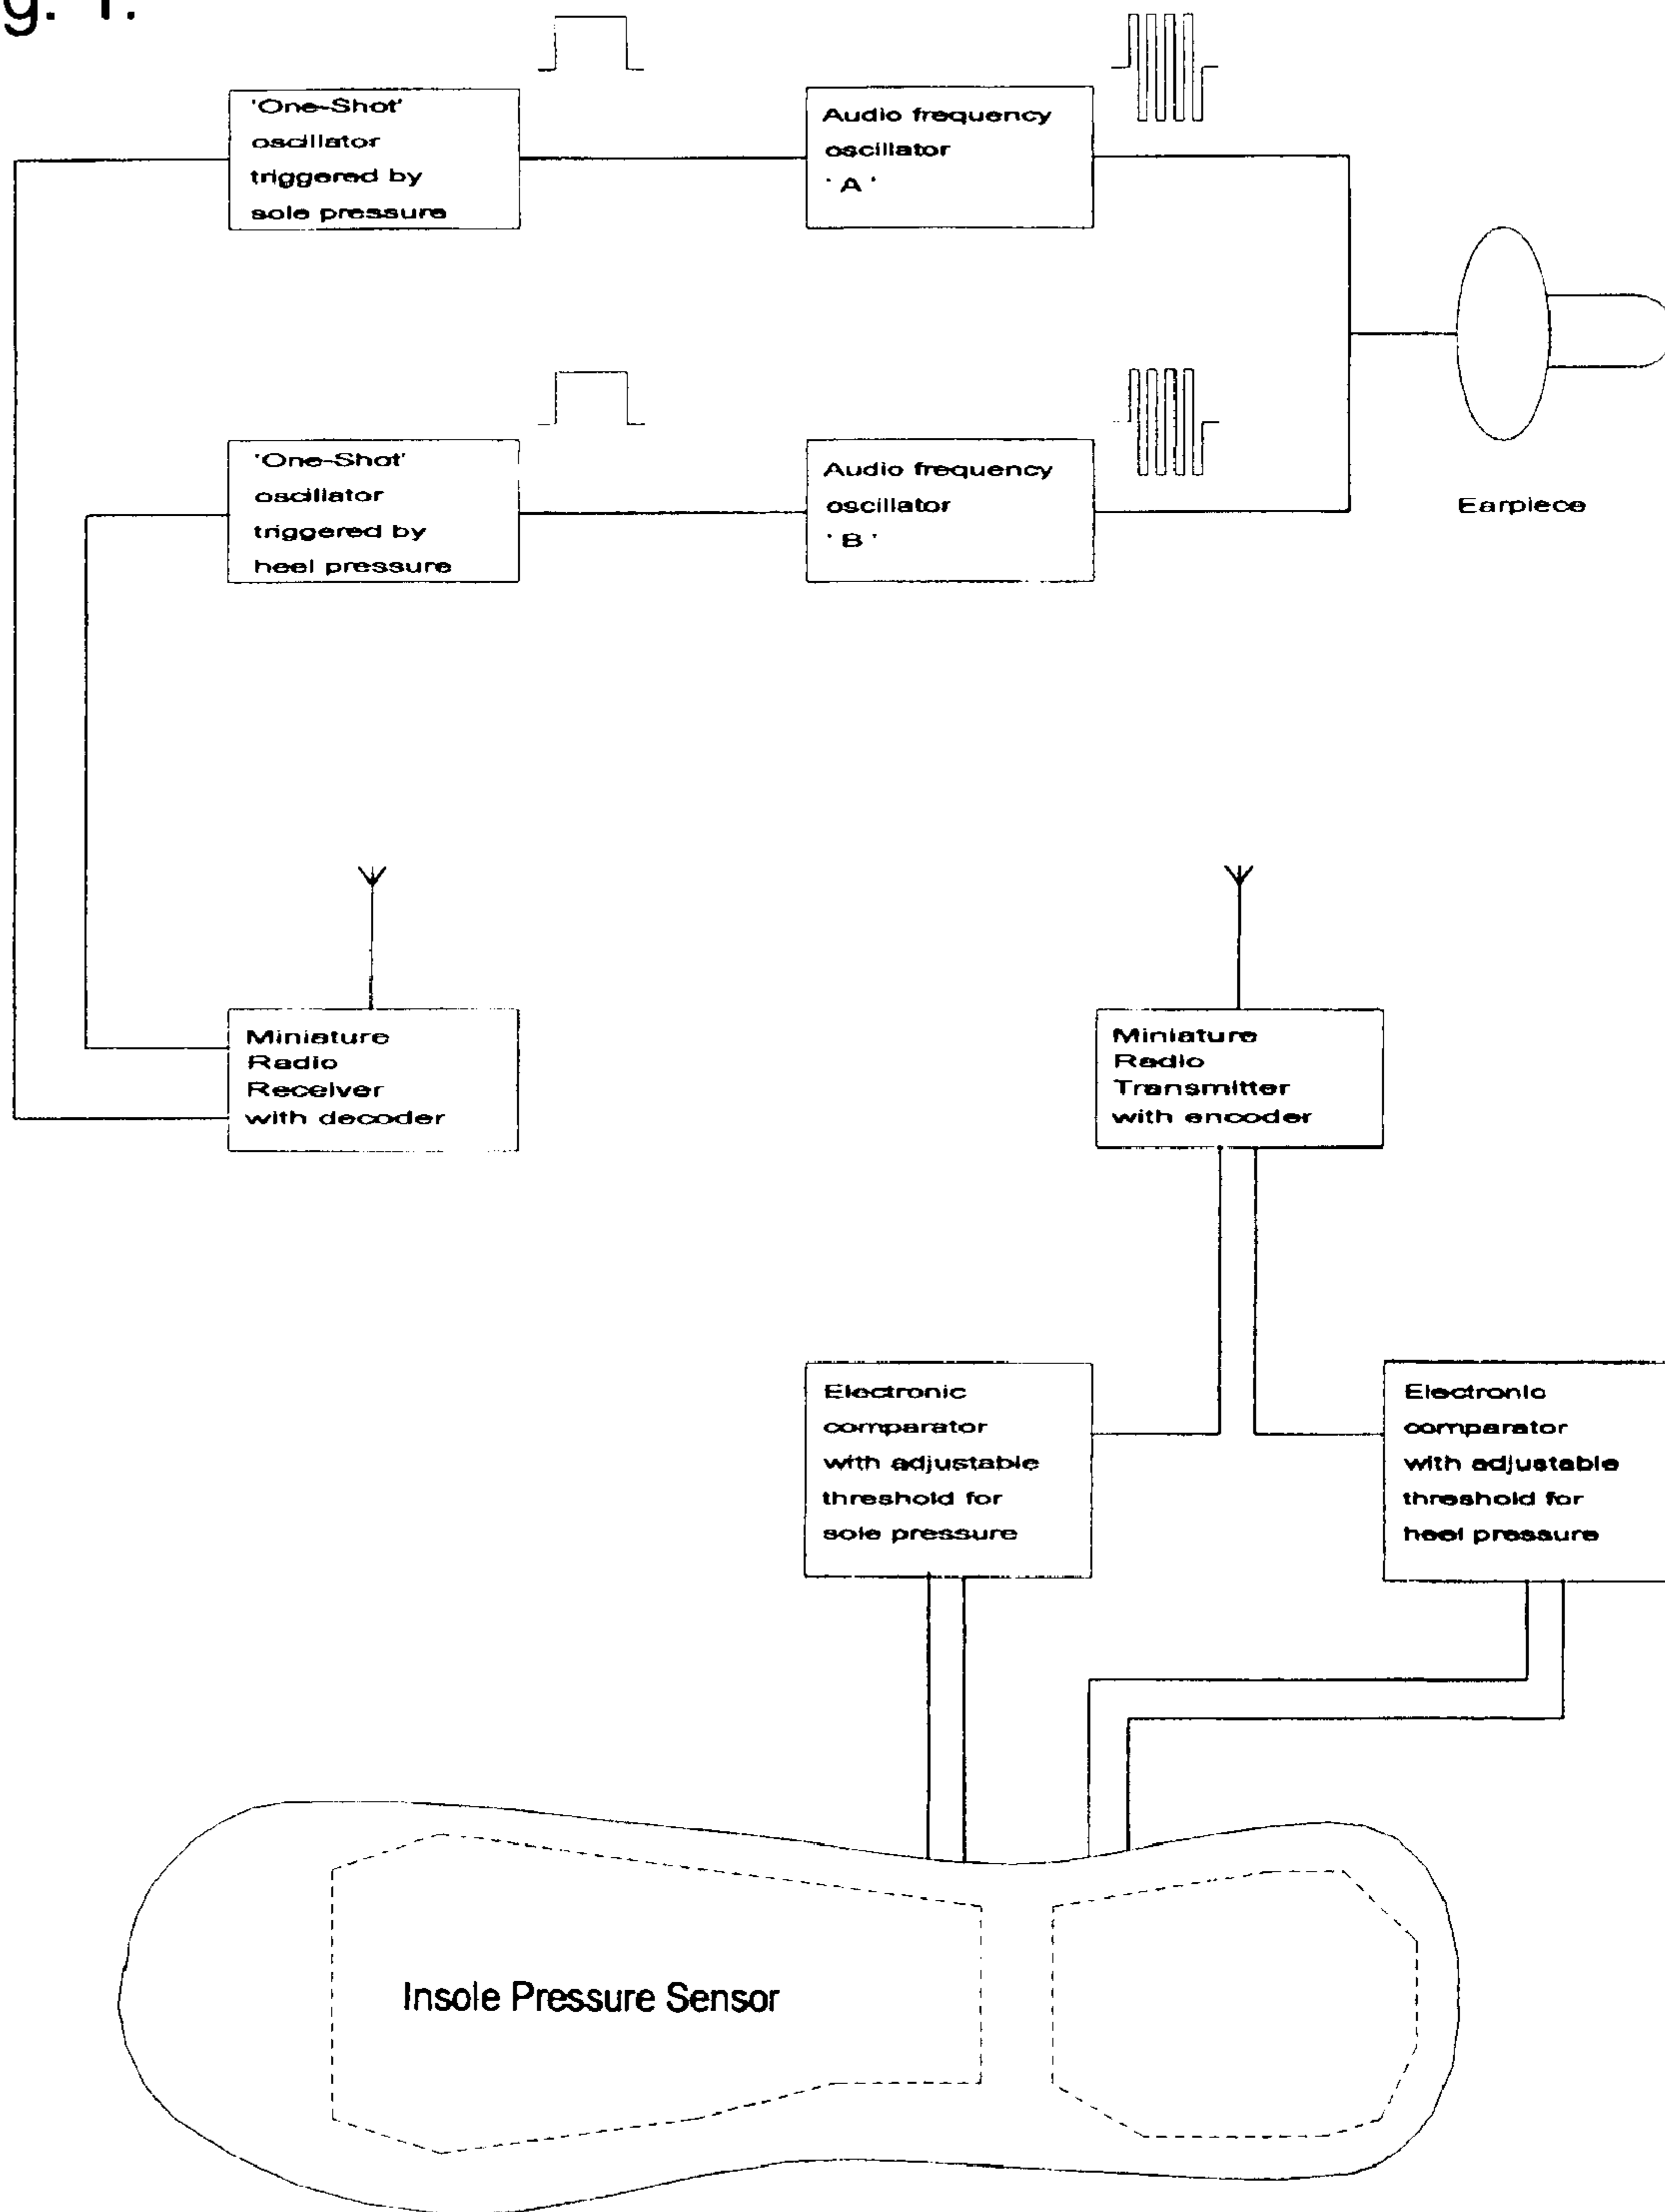 g. 1.
'One-Shot'
oscillator
triggered by
sole pressure
Audio frequency
oscillator
'A'
'One-Shot'
oscillator
triggered by
heel pressure
Audio frequency
oscillator
'B'
Earpiece
Miniature
Radio
Receiver
with decoder
Miniature
Radio
Transmitter
with encoder
Electronic
comparator
with adjustable
threshold for
sole pressure
Electronic
comparator
with adjustable
threshold for
heel pressure
Insole Pressure Sensor